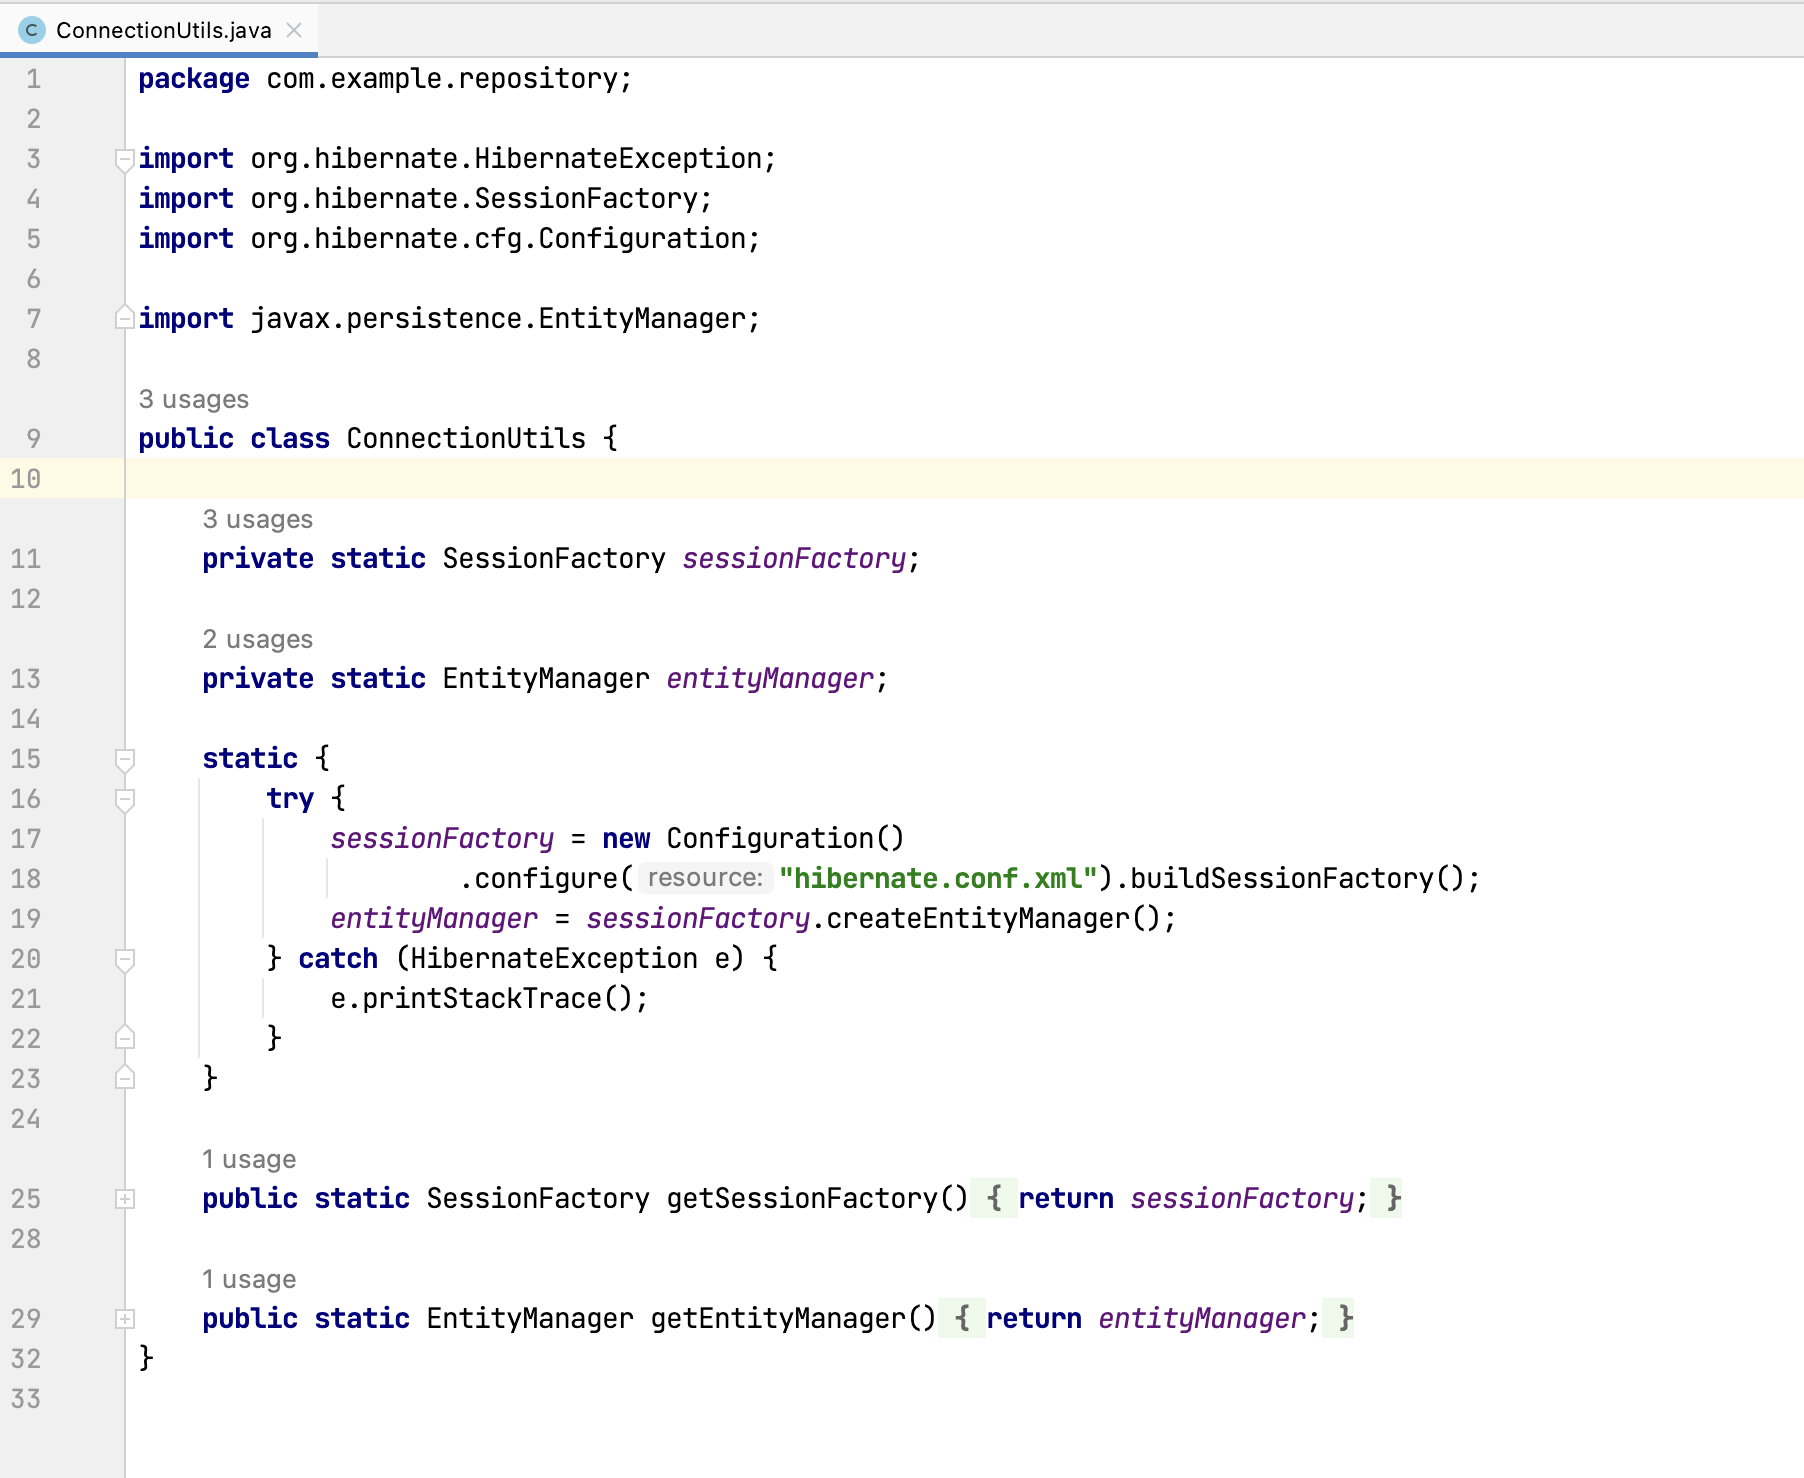 C ConnectionUtils.java
1 package com.example.repository;
2
3 import org.hibernate.HibernateException;
4 import org.hibernate.SessionFactory;
5 import org.hibernate.cfg.Configuration;
6
7 import javax.persistence.EntityManager;
8
3 usages
9 public class ConnectionUtils {
10
3 usages
11 private static SessionFactory sessionFactory;
12
2 usages
13 private static EntityManager entityManager;
14
15 static {
16 try {
17 sessionFactory = new Configuration()
18 .configure( resource: "hibernate.conf.xml").buildSessionFactory();
19 entityManager = sessionFactory.createEntityManager();
20 } catch (HibernateException e) {
21 e.printStackTrace();
22 }
23 }
24
1 usage
25 public static SessionFactory getSessionFactory() { return sessionFactory; }
28
1 usage
29 public static EntityManager getEntityManager() { return entityManager; }
32 }
33